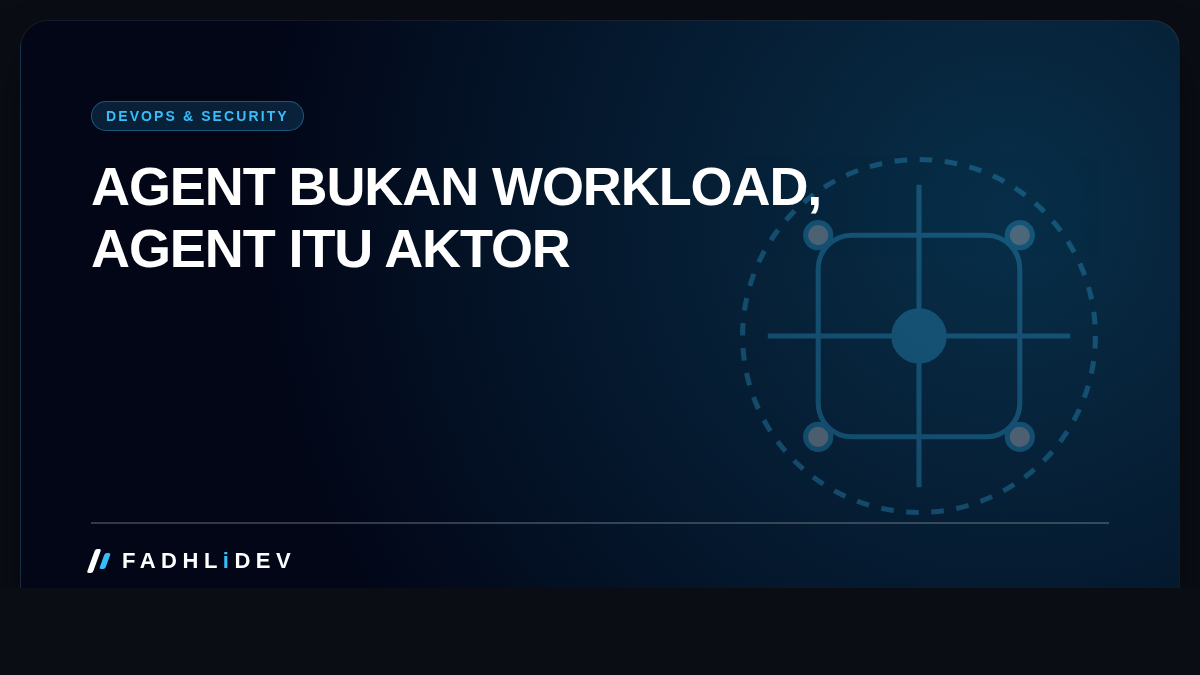 DEVOPS & SECURITY
AGENT BUKAN WORKLOAD,
AGENT ITU AKTOR
FADHLiDEV